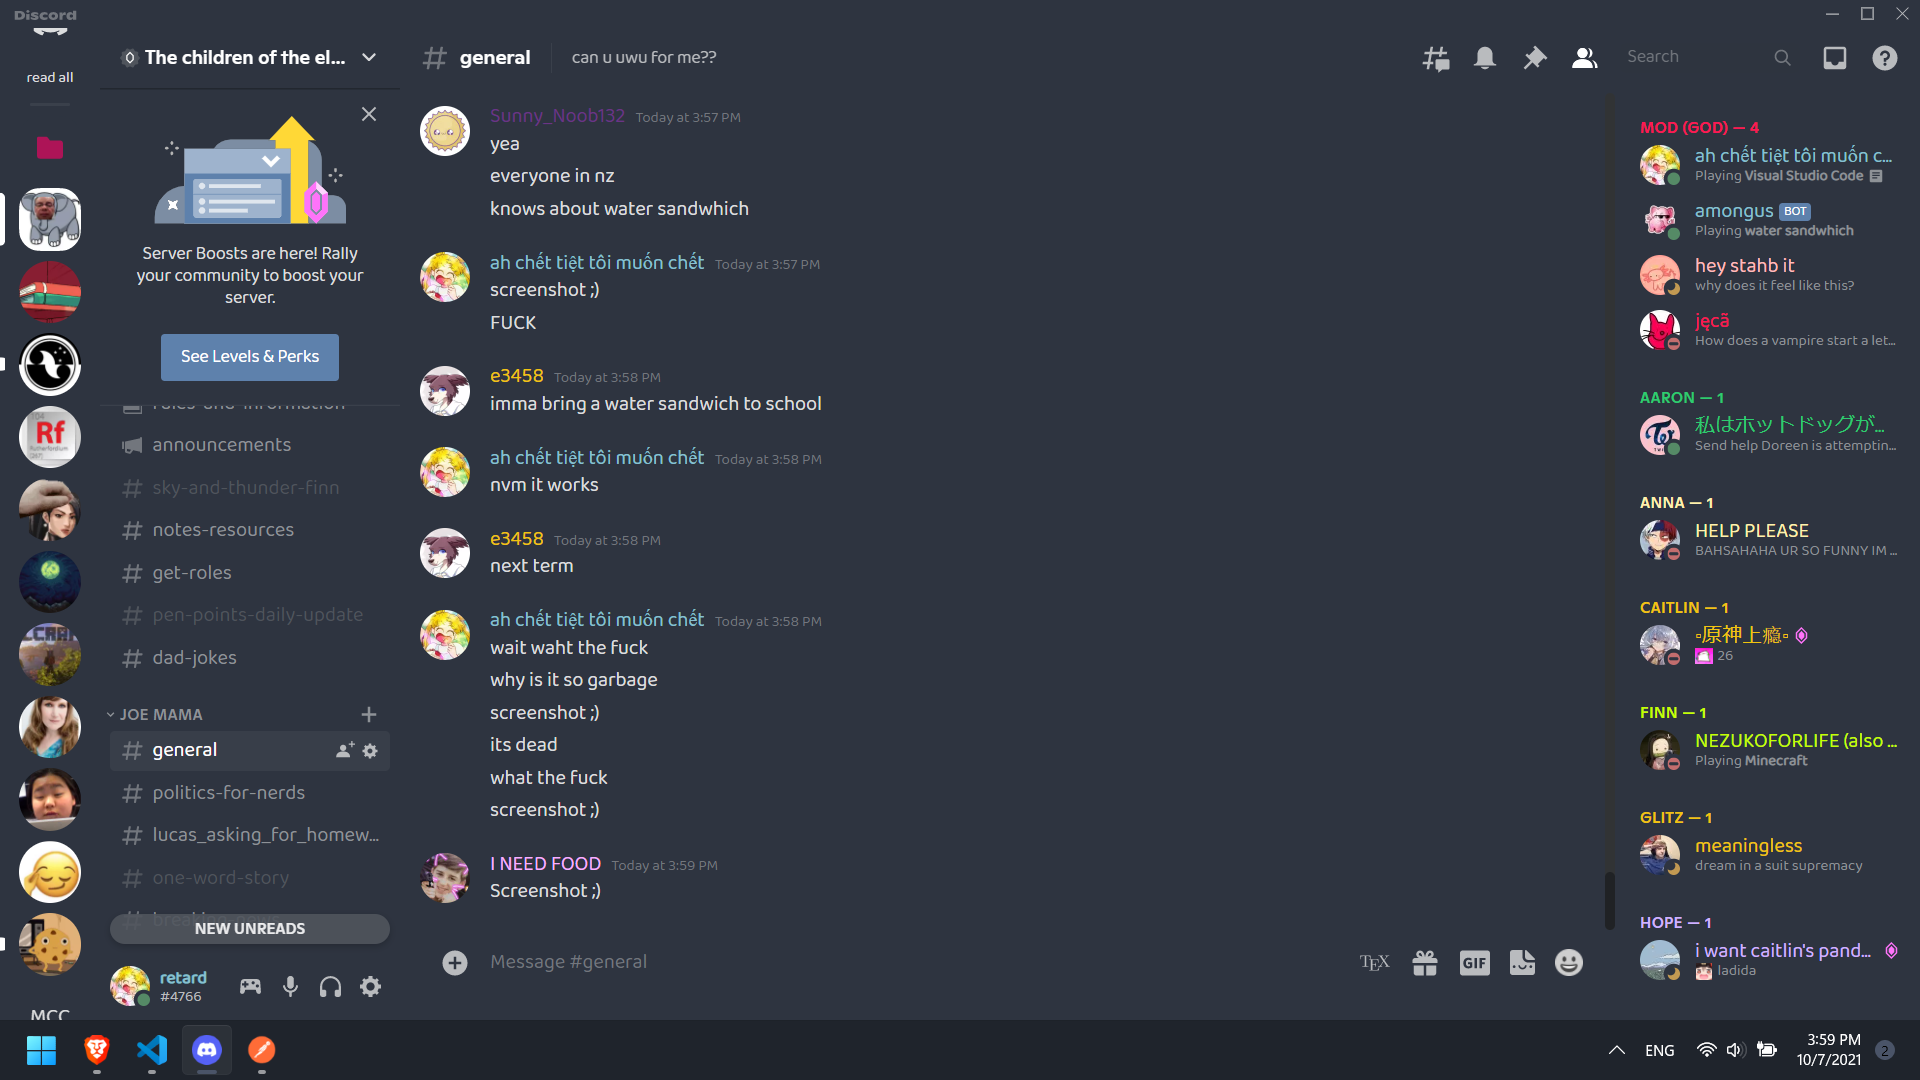 Discord
read all
The children of the el...
Server Boosts are here! Rally
your community to boost your
server.
See Levels & Perks
rules-and-information
announcements
sky-and-thunder-finn
notes-resources
get-roles
pen-points-daily-update
dad-jokes
JOE MAMA
general
politics-for-nerds
lucas_asking_for_homew...
one-word-story
NEW UNREADS
retard
#4766
Rf
MCC
general
can u uwu for me??
Search
Sunny_Noob132 Today at 3:57 PM
yea
everyone in nz
knows about water sandwhich
ah chết tiệt tôi muốn chết Today at 3:57 PM
screenshot ;)
FUCK
e3458 Today at 3:58 PM
imma bring a water sandwich to school
ah chết tiệt tôi muốn chết Today at 3:58 PM
nvm it works
e3458 Today at 3:58 PM
next term
ah chết tiệt tôi muốn chết Today at 3:58 PM
wait waht the fuck
why is it so garbage
screenshot ;)
its dead
what the fuck
screenshot ;)
I NEED FOOD Today at 3:59 PM
Screenshot ;)
Message #general
TEX
GIF
MOD (GOD) — 4
ah chết tiệt tôi muốn c...
Playing Visual Studio Code
amongus BOT
Playing water sandwhich
hey stahb it
why does it feel like this?
jęcã
How does a vampire start a let...
AARON — 1
私はホットドッグが...
Send help Doreen is attemptin...
ANNA — 1
HELP PLEASE
BAHSAHAHA UR SO FUNNY IM ...
CAITLIN — 1
▫原神上瘾▫
26
FINN — 1
NEZUKOFORLIFE (also ...
Playing Minecraft
GLITZ — 1
meaningless
dream in a suit supremacy
HOPE — 1
i want caitlin's pand...
ladida
ENG
3:59 PM
10/7/2021
2